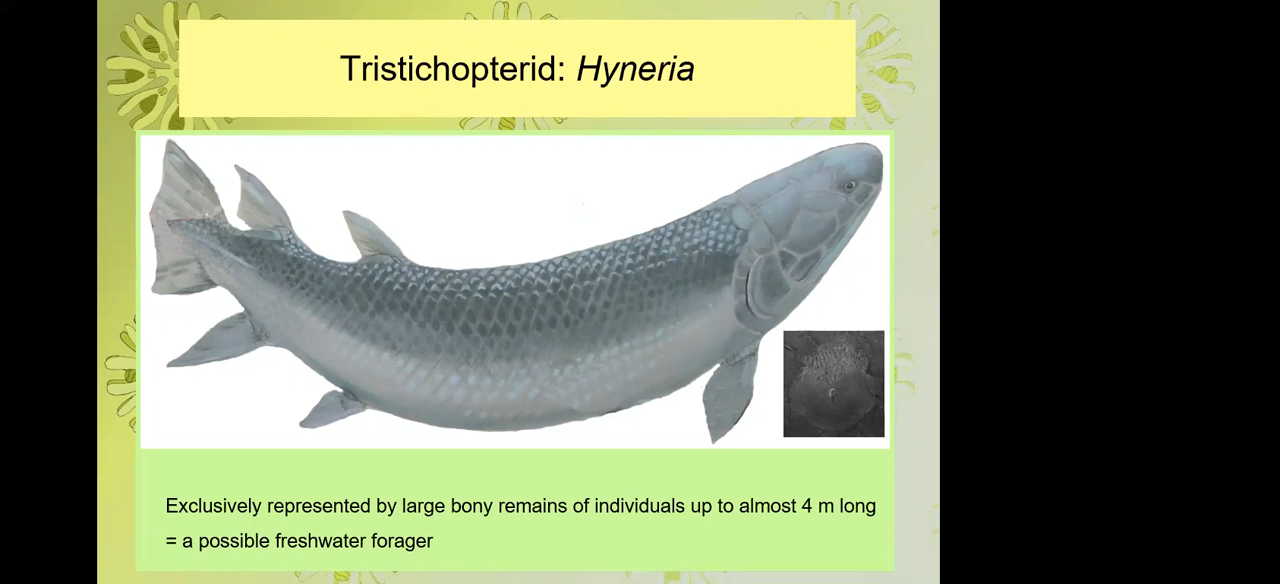 Tristichopterid: Hyneria
Exclusively represented by large bony remains of individuals up to almost 4 m long
= a possible freshwater forager